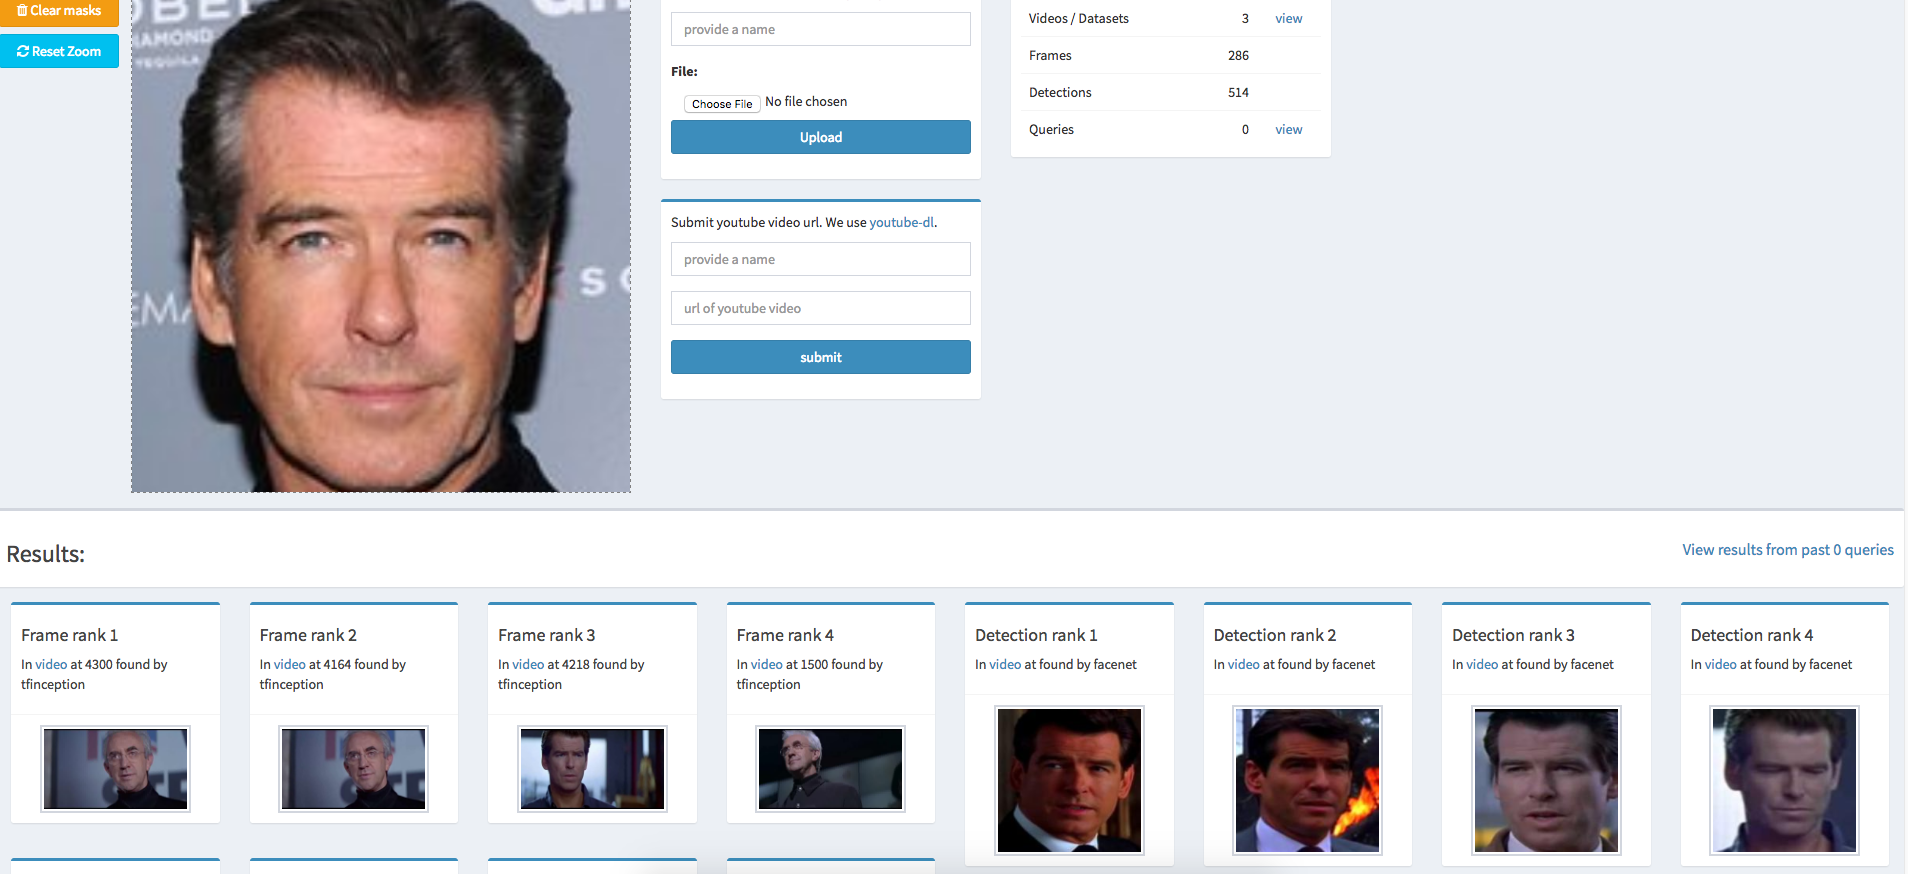 Clear masks
Reset Zoom
OBEL
DIAMOND
TEQUILA
S
EMA
provide a name
File:
Choose File No file chosen
Upload
Submit youtube video url. We use youtube-dl.
provide a name
url of youtube video
submit
Videos / Datasets 3 view
Frames 286
Detections 514
Queries 0 view
Results:
View results from past 0 queries
Frame rank 1
In video at 4300 found by
tfinception
Frame rank 2
In video at 4164 found by
tfinception
Frame rank 3
In video at 4218 found by
tfinception
Frame rank 4
In video at 1500 found by
tfinception
Detection rank 1
In video at found by facenet
Detection rank 2
In video at found by facenet
Detection rank 3
In video at found by facenet
Detection rank 4
In video at found by facenet